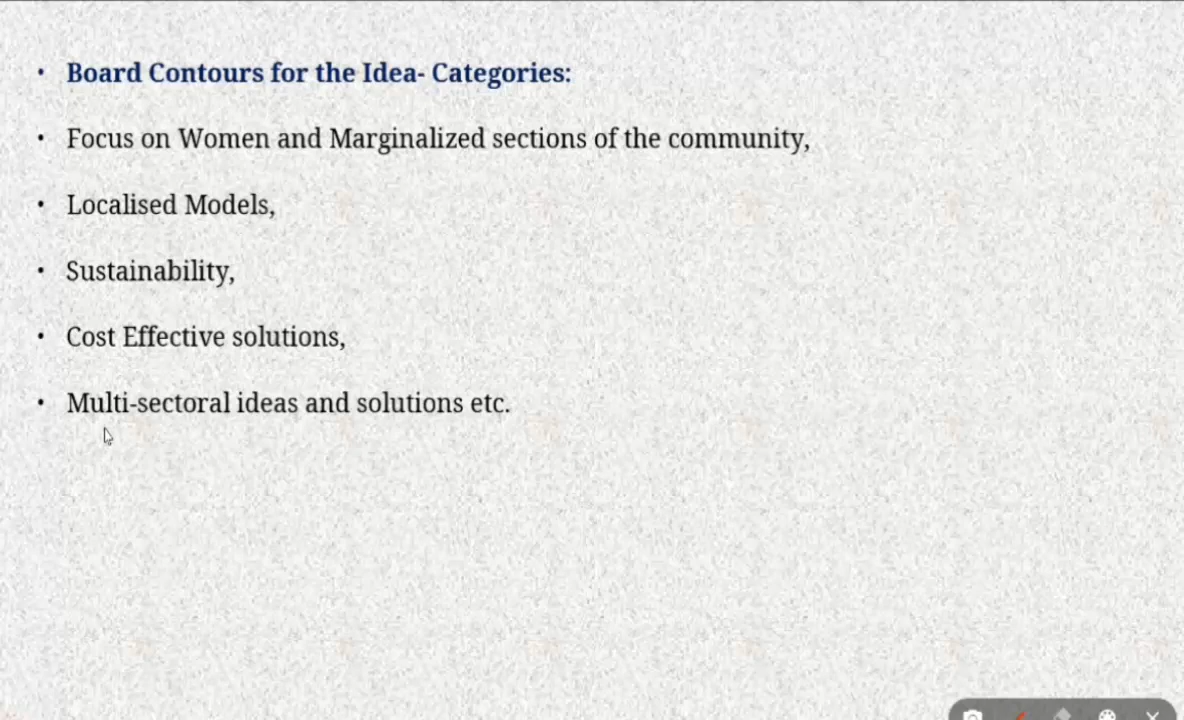 • Board Contours for the Idea- Categories:
• Focus on Women and Marginalized sections of the community,
• Localised Models,
• Sustainability,
• Cost Effective solutions,
• Multi-sectoral ideas and solutions etc.